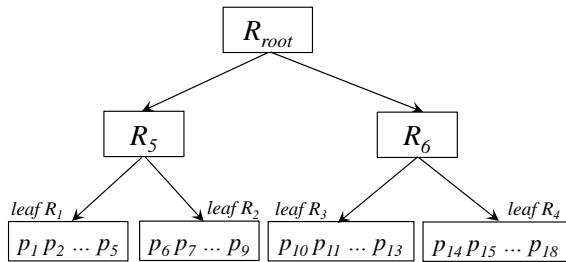 R_root
R_5
R_6
leaf R_1
leaf R_2
leaf R_3
leaf R_4
p_1 p_2 ... p_5
p_6 p_7 ... p_9
p_10 p_11 ... p_13
p_14 p_15 ... p_18